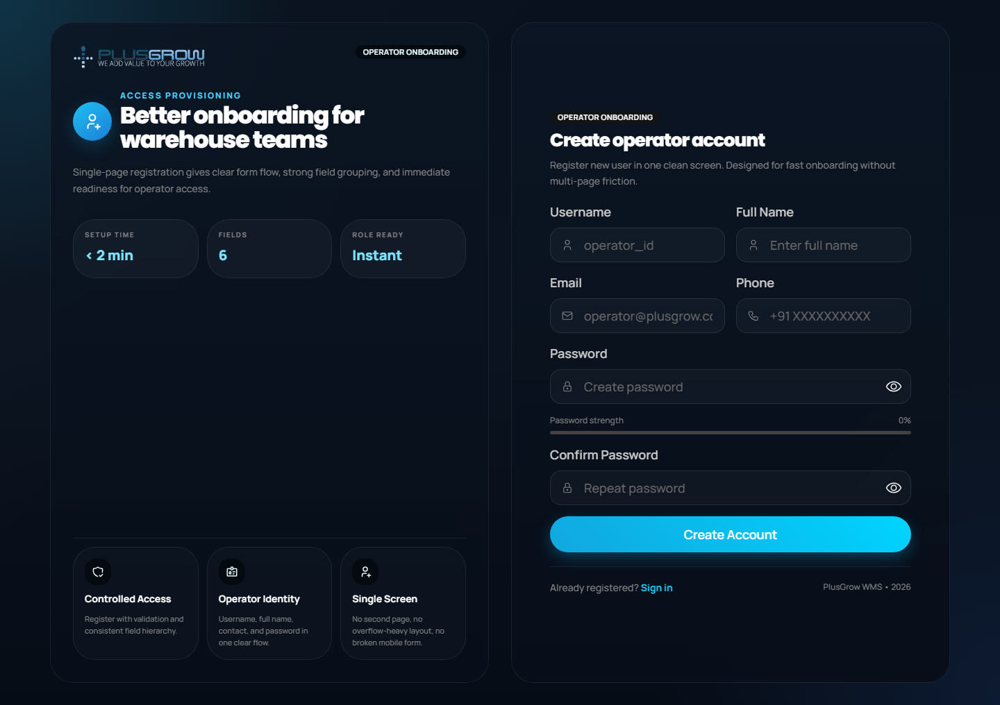 PLUSGROW
WE ADD VALUE TO YOUR GROWTH
OPERATOR ONBOARDING
ACCESS PROVISIONING
Better onboarding for
warehouse teams
Single-page registration gives clear form flow, strong field grouping, and immediate
readiness for operator access.
SETUP TIME
< 2 min
FIELDS
6
ROLE READY
Instant
Controlled Access
Register with validation and
consistent field hierarchy.
Operator Identity
Username, full name,
contact, and password in
one clear flow.
Single Screen
No second page, no
overflow-heavy layout, no
broken mobile form.
OPERATOR ONBOARDING
Create operator account
Register new user in one clean screen. Designed for fast onboarding without
multi-page friction.
Username
operator_id
Full Name
Enter full name
Email
operator@plusgrow.co
Phone
+91 XXXXXXXXXX
Password
Create password
Password strength
0%
Confirm Password
Repeat password
Create Account
Already registered? Sign in
PlusGrow WMS • 2026